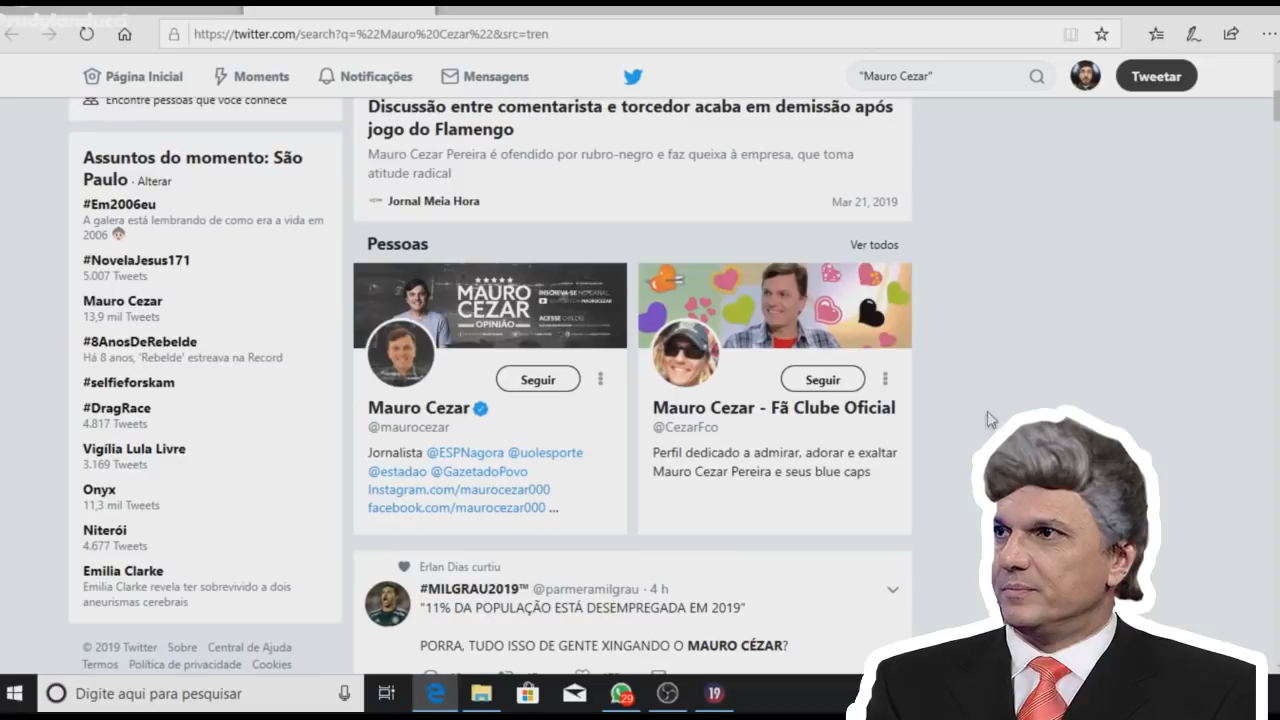 https://twitter.com/search?q=%22Mauro%20Cezar%22&src=tren
Página Inicial
Moments
Notificações
Mensagens
"Mauro Cezar"
Tweetar
Encontre pessoas que você conhece
Assuntos do momento: São
Paulo · Alterar
#Em2006eu
A galera está lembrando de como era a vida em
2006
#NovelaJesus171
5.007 Tweets
Mauro Cezar
13,9 mil Tweets
#8AnosDeRebelde
Há 8 anos, 'Rebelde' estreava na Record
#selfieforskam
#DragRace
4.817 Tweets
Vigília Lula Livre
3.169 Tweets
Onyx
11,3 mil Tweets
Niterói
4.677 Tweets
Emilia Clarke
Emilia Clarke revela ter sobrevivido a dois
aneurismas cerebrais
© 2019 Twitter Sobre Central de Ajuda
Termos Política de privacidade Cookies
Discussão entre comentarista e torcedor acaba em demissão após
jogo do Flamengo
Mauro Cezar Pereira é ofendido por rubro-negro e faz queixa à empresa, que toma
atitude radical
Jornal Meia Hora
Mar 21, 2019
Pessoas
Ver todos
MAURO
CEZAR
OPINIÃO
Seguir
Mauro Cezar
@maurocezar
Jornalista @ESPNagora @uolesporte
@estadao @GazetadoPovo
Instagram.com/maurocezar000
facebook.com/maurocezar000 ...
Seguir
Mauro Cezar - Fã Clube Oficial
@CezarFco
Perfil dedicado a admirar, adorar e exaltar
Mauro Cezar Pereira e seus blue caps
Erlan Dias curtiu
#MILGRAU2019™ @parmeramilgrau · 4 h
"11% DA POPULAÇÃO ESTÁ DESEMPREGADA EM 2019"
PORRA, TUDO ISSO DE GENTE XINGANDO O MAURO CÉZAR?
Digite aqui para pesquisar
29
19